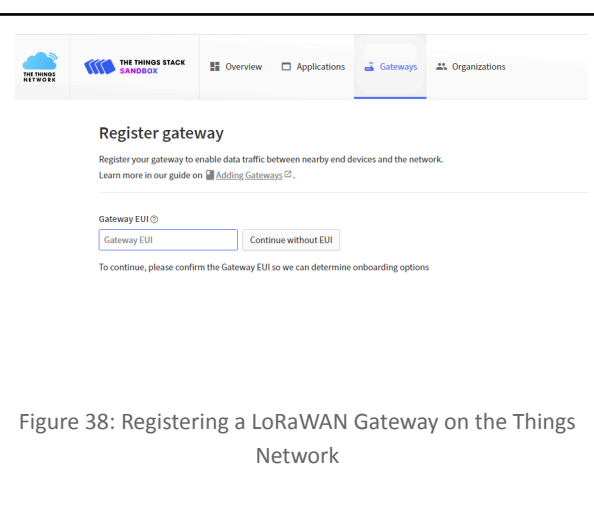 THE THINGS
NETWORK
THE THINGS STACK
SANDBOX
Overview
Applications
Gateways
Organizations
Register gateway
Register your gateway to enable data traffic between nearby end devices and the network.
Learn more in our guide on Adding Gateways.
Gateway EUI
Gateway EUI
Continue without EUI
To continue, please confirm the Gateway EUI so we can determine onboarding options
Figure 38: Registering a LoRaWAN Gateway on the Things
Network